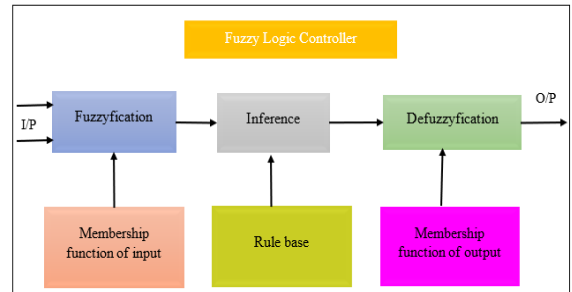 Fuzzy Logic Controller
I/P
Fuzzyfication
Inference
Defuzzyfication
O/P
Membership
function of input
Rule base
Membership
function of output